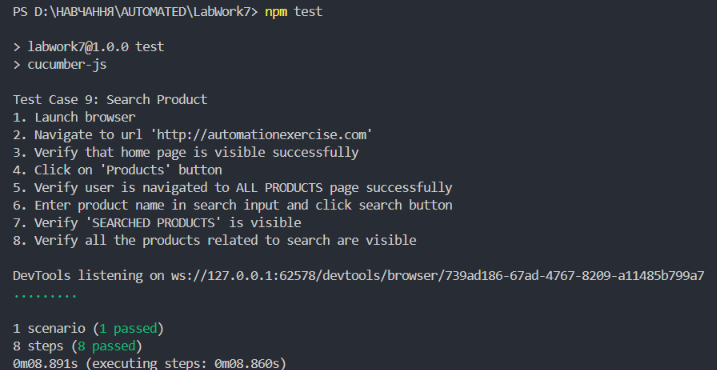 PS D:\НАВЧАННЯ\AUTOMATED\LabWork7> npm test
> labwork7@1.0.0 test
> cucumber-js
Test Case 9: Search Product
1. Launch browser
2. Navigate to url 'http://automationexercise.com'
3. Verify that home page is visible successfully
4. Click on 'Products' button
5. Verify user is navigated to ALL PRODUCTS page successfully
6. Enter product name in search input and click search button
7. Verify 'SEARCHED PRODUCTS' is visible
8. Verify all the products related to search are visible
DevTools listening on ws://127.0.0.1:62578/devtools/browser/739ad186-67ad-4767-8209-a11485b799a7
.........
1 scenario (1 passed)
8 steps (8 passed)
0m08.891s (executing steps: 0m08.860s)